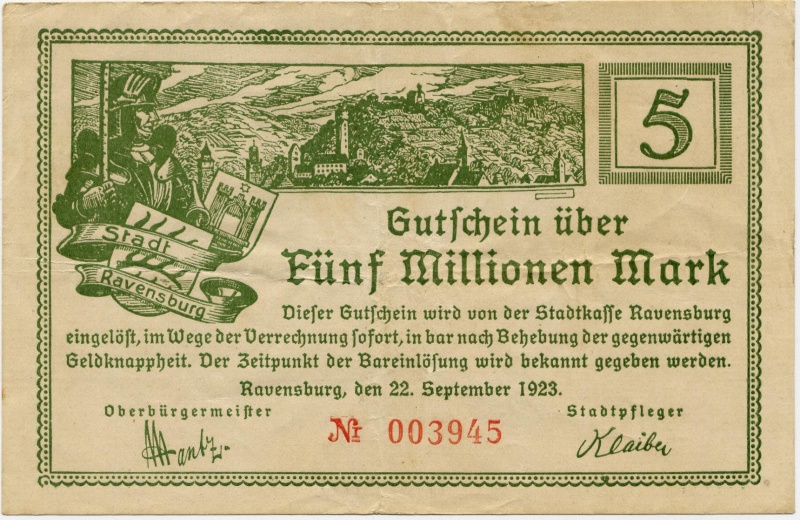 5
Stadt
Ravensburg
Gutschein über
Fünf Millionen Mark
Dieser Gutschein wird von der Stadtkasse Ravensburg
eingelöst, im Wege der Verrechnung sofort, in bar nach Behebung der gegenwärtigen
Geldknappheit. Der Zeitpunkt der Bareinlösung wird bekannt gegeben werden.
Ravensburg, den 22. September 1923.
Oberbürgermeister
Stadtpfleger
Mantz
№ 003945
Klaiber